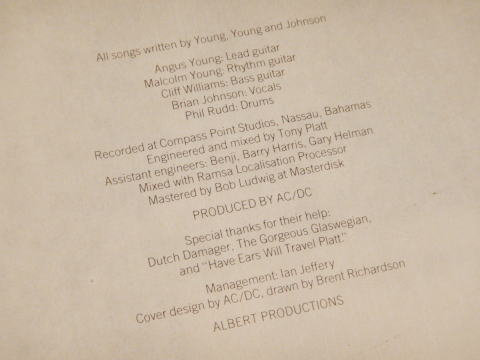 All songs written by Young, Young and Johnson
Angus Young: Lead guitar
Malcolm Young: Rhythm guitar
Cliff Williams: Bass guitar
Brian Johnson: Vocals
Phil Rudd: Drums
Recorded at Compass Point Studios, Nassau, Bahamas
Engineered and mixed by Tony Platt
Assistant engineers: Benji, Barry Harris, Gary Helman
Mixed with Ramsa Localisation Processor
Mastered by Bob Ludwig at Masterdisk
PRODUCED BY AC/DC
Special thanks for their help:
Dutch Damager, The Gorgeous Glaswegian,
and "Have Ears Will Travel Platt."
Management: Ian Jeffery
Cover design by AC/DC, drawn by Brent Richardson
ALBERT PRODUCTIONS